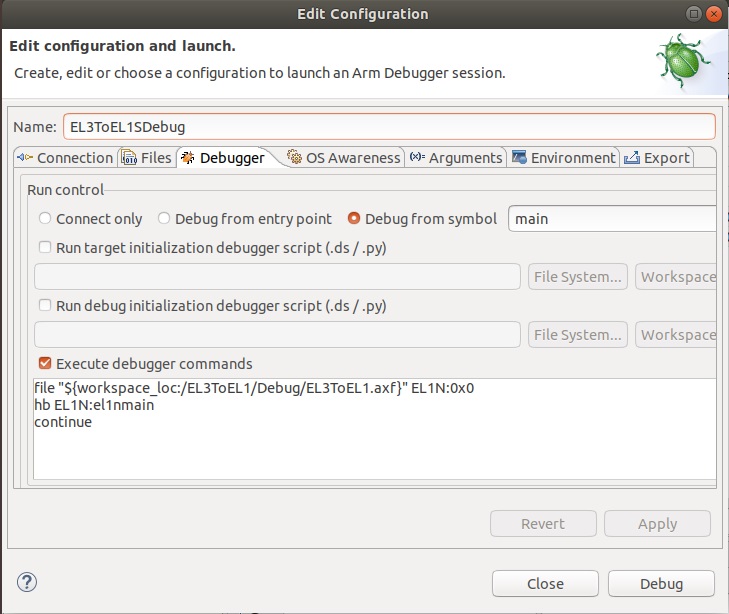 Edit Configuration
Edit configuration and launch.
Create, edit or choose a configuration to launch an Arm Debugger session.
Name: EL3ToEL1SDebug
Connection Files Debugger OS Awareness Arguments Environment Export
Run control
Connect only Debug from entry point Debug from symbol main
Run target initialization debugger script (.ds / .py)
File System... Workspace
Run debug initialization debugger script (.ds / .py)
File System... Workspace
Execute debugger commands
file "${workspace_loc:/EL3ToEL1/Debug/EL3ToEL1.axf}" EL1N:0x0
hb EL1N:el1nmain
continue
Revert Apply
? Close Debug